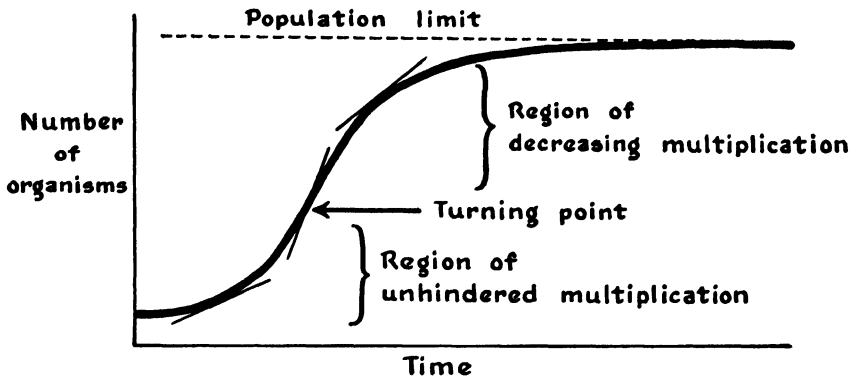 Population limit
Number
of
organisms
Region of
decreasing multiplication
Turning point
Region of
unhindered multiplication
Time